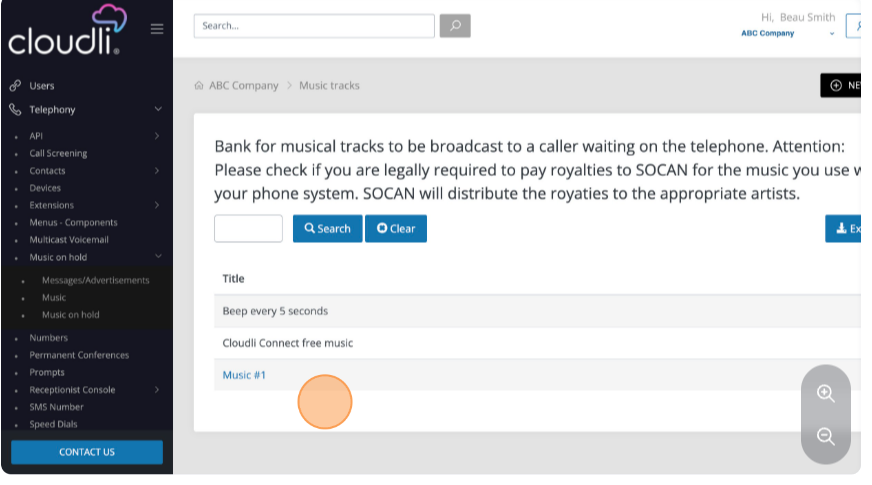 cloudli.
Search...
Hi, Beau Smith
ABC Company
Users
Telephony
API
Call Screening
Contacts
Devices
Extensions
Menus - Components
Multicast Voicemail
Music on hold
Messages/Advertisements
Music
Music on hold
Numbers
Permanent Conferences
Prompts
Receptionist Console
SMS Number
Speed Dials
CONTACT US
ABC Company > Music tracks
NE
Bank for musical tracks to be broadcast to a caller waiting on the telephone. Attention:
Please check if you are legally required to pay royalties to SOCAN for the music you use w
your phone system. SOCAN will distribute the royaties to the appropriate artists.
Search
Clear
Ex
Title
Beep every 5 seconds
Cloudli Connect free music
Music #1